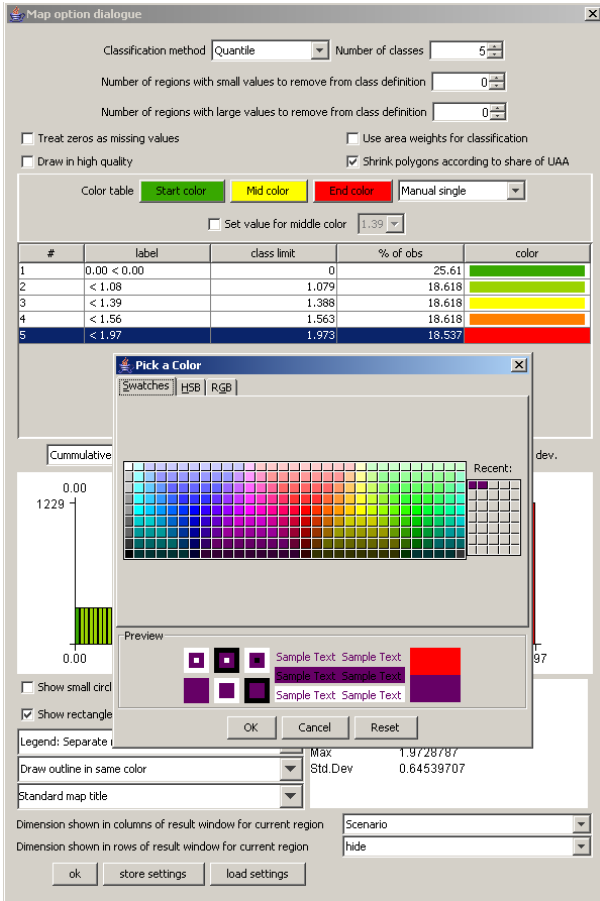 Map option dialogue
Classification method Quantile Number of classes 5
Number of regions with small values to remove from class definition 0
Number of regions with large values to remove from class definition 0
Treat zeros as missing values Use area weights for classification
Draw in high quality Shrink polygons according to share of UAA
Color table Start color Mid color End color Manual single
Set value for middle color 1.39
# label class limit % of obs color
1 0.00 < 0.00 0 25.61
2 < 1.08 1.079 18.618
3 < 1.39 1.388 18.618
4 < 1.56 1.563 18.618
5 < 1.97 1.973 18.537
Pick a Color
Swatches HSB RGB
Cummulative dev.
Recent:
0.00
1229
Preview
Sample Text Sample Text
Sample Text Sample Text
Sample Text Sample Text
0.00 97
Show small circl
Show rectangle
OK Cancel Reset
Legend: Separate
Max 1.9728787
Draw outline in same color Std.Dev 0.64539707
Standard map title
Dimension shown in columns of result window for current region Scenario
Dimension shown in rows of result window for current region hide
ok store settings load settings